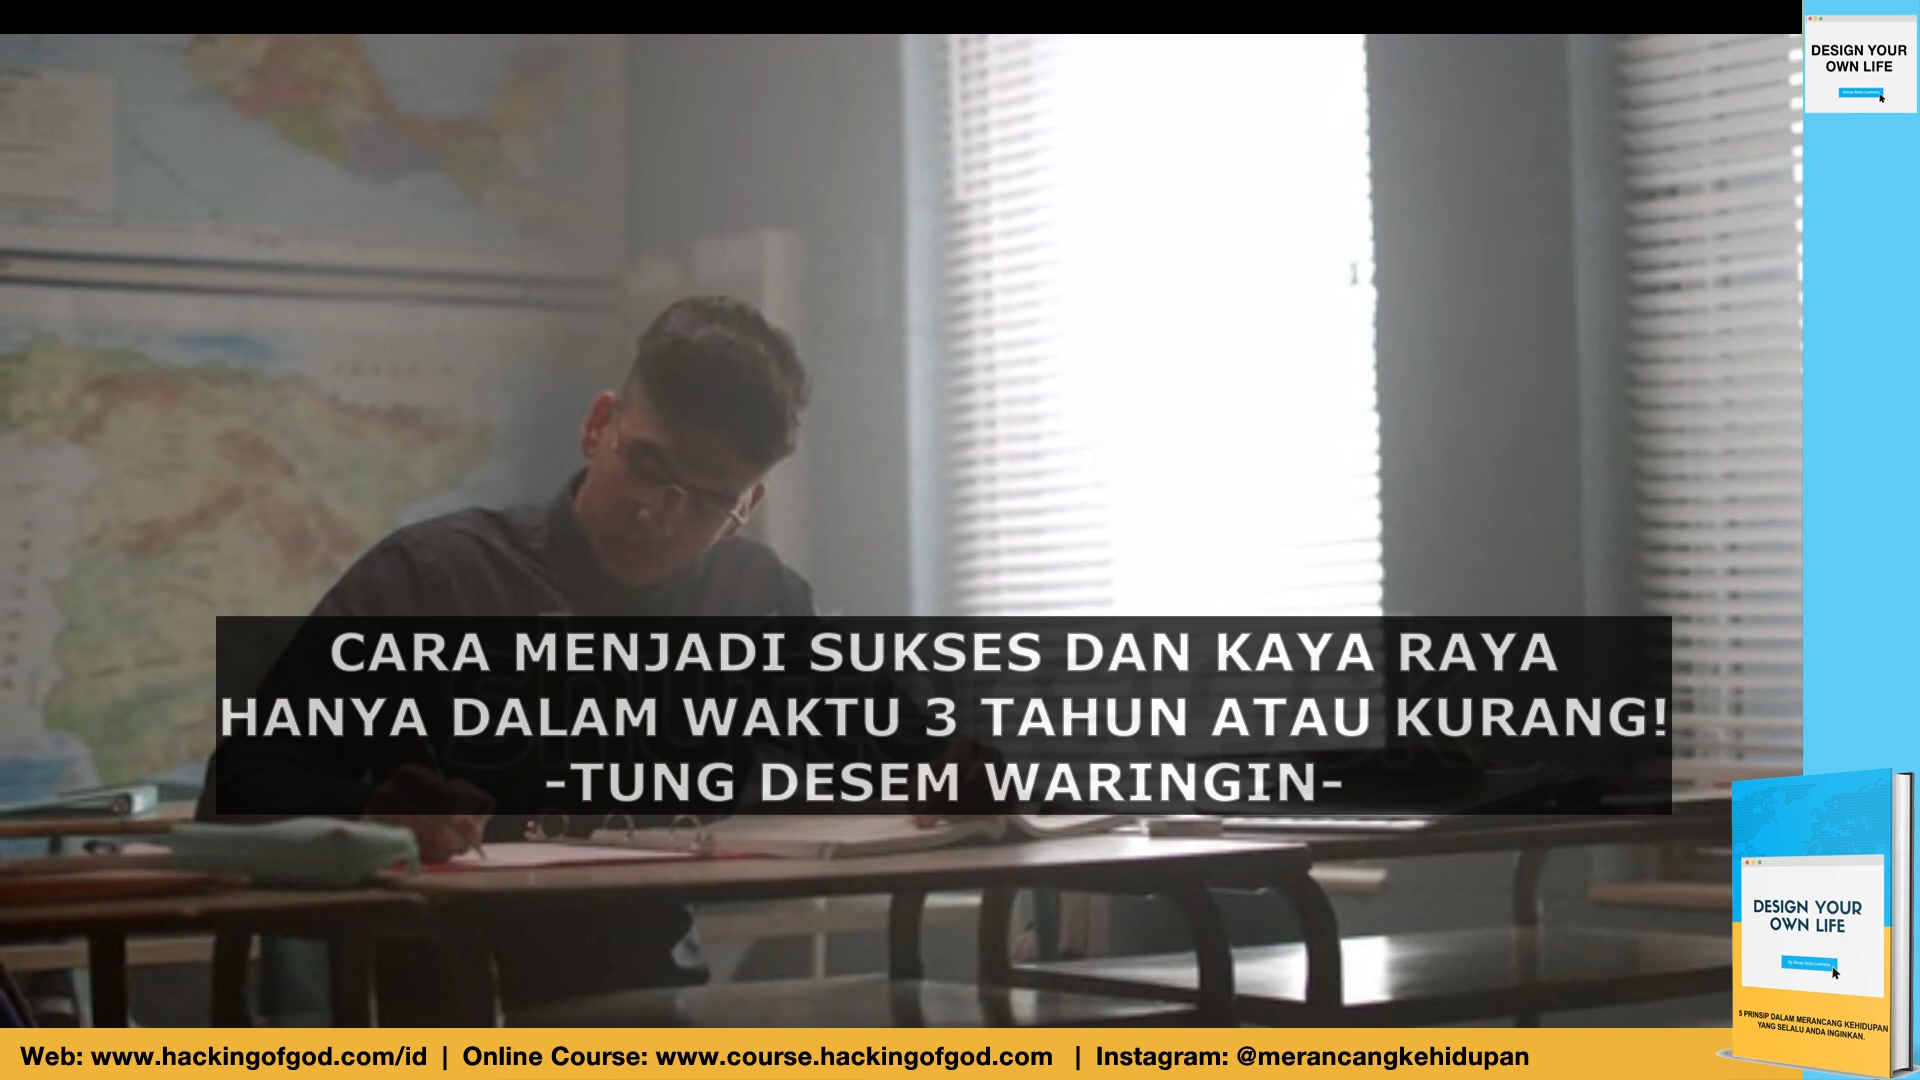 DESIGN YOUR
OWN LIFE
CARA MENJADI SUKSES DAN KAYA RAYA
HANYA DALAM WAKTU 3 TAHUN ATAU KURANG!
-TUNG DESEM WARINGIN-
DESIGN YOUR
OWN LIFE
5 PRINSIP DALAM MERANCANG KEHIDUPAN
YANG SELALU ANDA INGINKAN.
Web: www.hackingofgod.com/id | Online Course: www.course.hackingofgod.com | Instagram: @merancangkehidupan